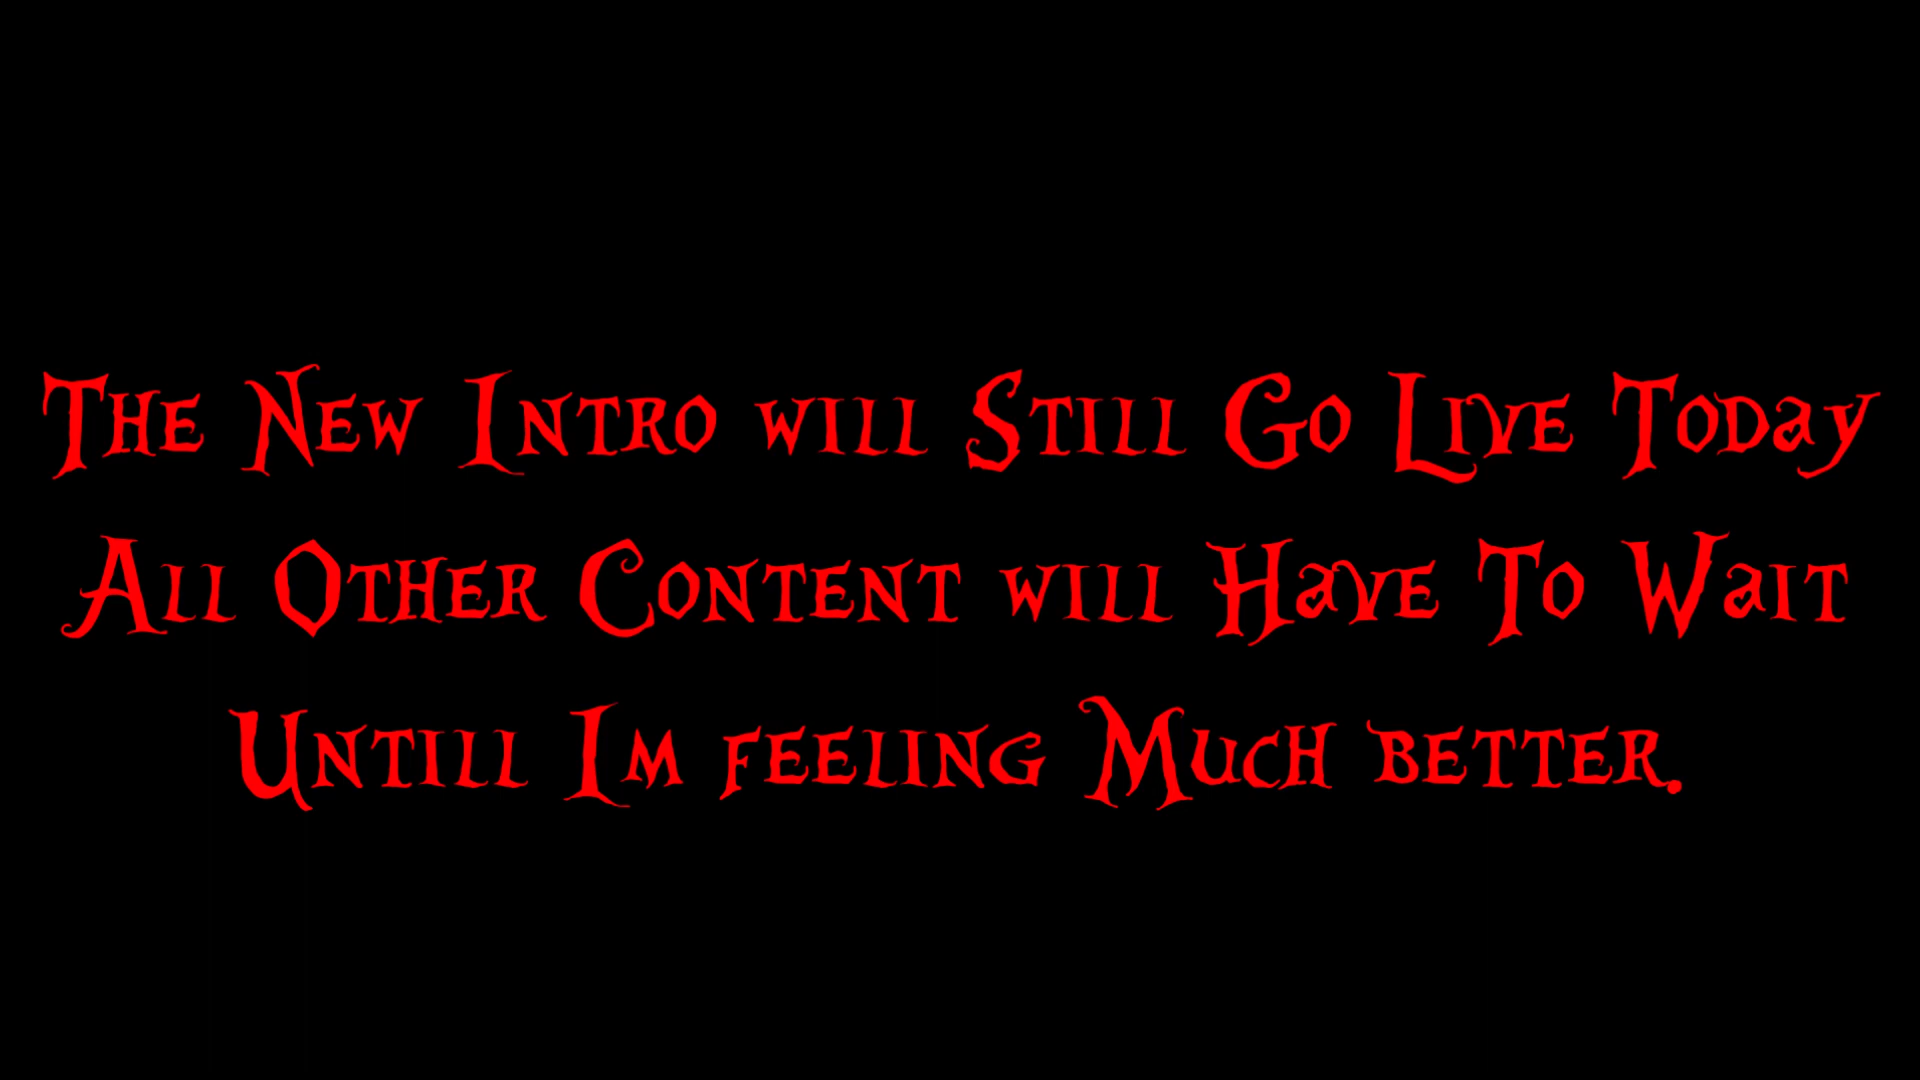 The New Intro will Still Go Live Today
All Other Content will Have To Wait
Untill Im feeling Much better.